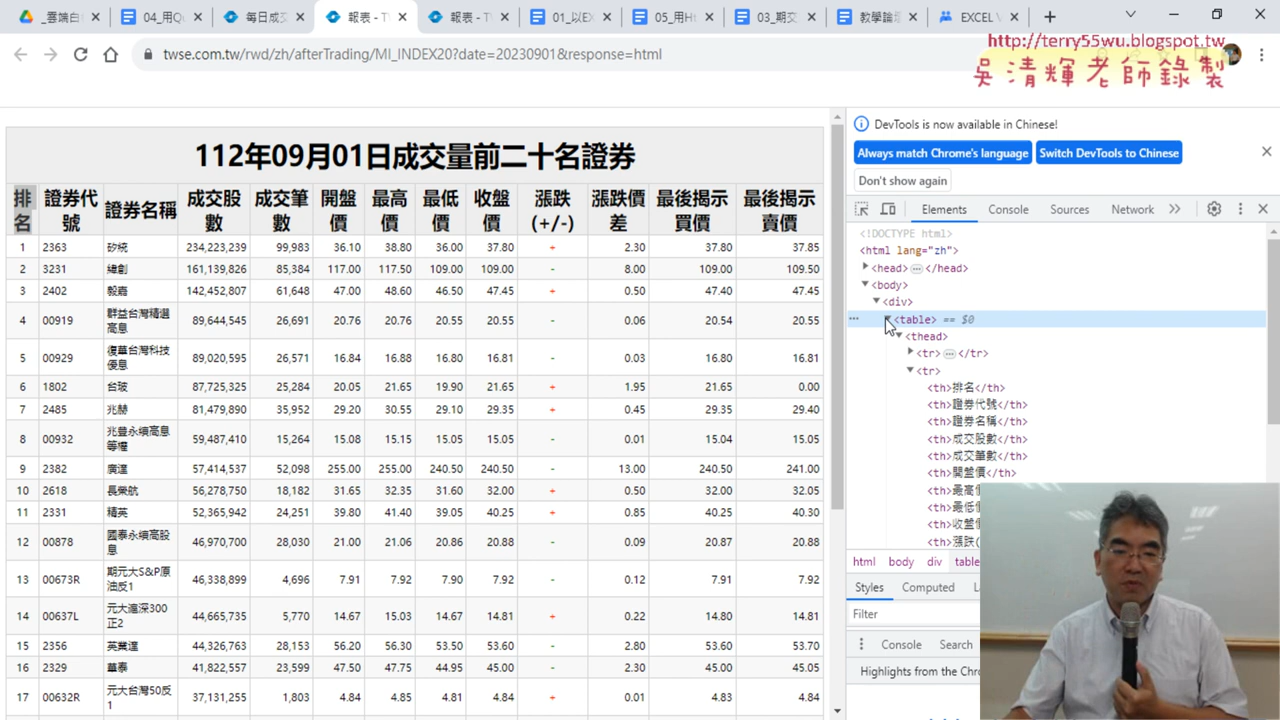 _雲端白
04_用Q
每日成交
報表 - TV
報表 - TV
01_以EX
05_用Ht
03_期交
教學論壇
EXCEL V
http://terry55wu.blogspot.tw
twse.com.tw/rwd/zh/afterTrading/MI_INDEX20?date=20230901&response=html
吳清輝老師錄製
DevTools is now available in Chinese!
Always match Chrome's language Switch DevTools to Chinese
Don't show again
Elements Console Sources Network
<!DOCTYPE html>
<html lang="zh">
<head> … </head>
<body>
<div>
<table> == $0
<thead>
<tr> … </tr>
<tr>
<th>排名</th>
<th>證券代號</th>
<th>證券名稱</th>
<th>成交股數</th>
<th>成交筆數</th>
<th>開盤價</th>
<th>最高價
<th>最低價
<th>收盤價
<th>漲跌(
html body div table
Styles Computed
Filter
Console Search
Highlights from the Chro
112年09月01日成交量前二十名證券
排名 證券代號 證券名稱 成交股數 成交筆數 開盤價 最高價 最低價 收盤價 漲跌(+/-) 漲跌價差 最後揭示買價 最後揭示賣價
1 2363 矽統 234,223,238 99,983 36.10 38.80 36.00 37.80 + 2.30 37.80 37.85
2 3231 緯創 161,139,826 85,384 117.00 117.50 109.00 109.00 - 8.00 109.00 109.50
3 2402 毅嘉 142,452,807 61,648 47.00 48.60 46.50 47.45 + 0.50 47.40 47.45
4 00919 群益台灣精選高息 89,644,545 26,691 20.76 20.76 20.55 20.55 - 0.06 20.54 20.55
5 00929 復華台灣科技優息 89,020,595 26,571 16.84 16.88 16.80 16.81 - 0.03 16.80 16.81
6 1802 台玻 87,725,325 25,284 20.05 21.65 19.90 21.65 + 1.95 21.65 0.00
7 2485 兆赫 81,479,890 35,952 29.20 30.55 29.10 29.35 + 0.45 29.35 29.40
8 00932 兆豐永續高息等權 59,487,410 15,264 15.08 15.15 15.05 15.05 - 0.01 15.04 15.05
9 2382 廣達 57,414,537 52,098 255.00 255.00 240.50 240.50 - 13.00 240.50 241.00
10 2618 長榮航 56,278,750 18,182 31.65 32.35 31.60 32.00 + 0.50 32.00 32.05
11 2331 精英 52,365,942 24,251 39.80 41.40 39.05 40.25 + 0.85 40.25 40.30
12 00878 國泰永續高股息 46,970,700 28,030 21.00 21.00 20.86 20.88 - 0.09 20.87 20.88
13 00673R 期元大S&P原油反1 46,338,899 4,696 7.91 7.92 7.90 7.92 - 0.12 7.91 7.92
14 00637L 元大滬深300正2 44,665,735 5,770 14.67 15.03 14.67 14.81 + 0.22 14.80 14.81
15 2356 英業達 44,326,763 28,153 56.20 56.30 53.50 53.60 - 2.80 53.60 53.70
16 2329 華泰 41,822,557 23,599 47.50 47.75 44.95 45.00 - 2.30 45.00 45.05
17 00632R 元大台灣50反1 37,131,255 1,803 4.84 4.85 4.81 4.84 + 0.01 4.83 4.84